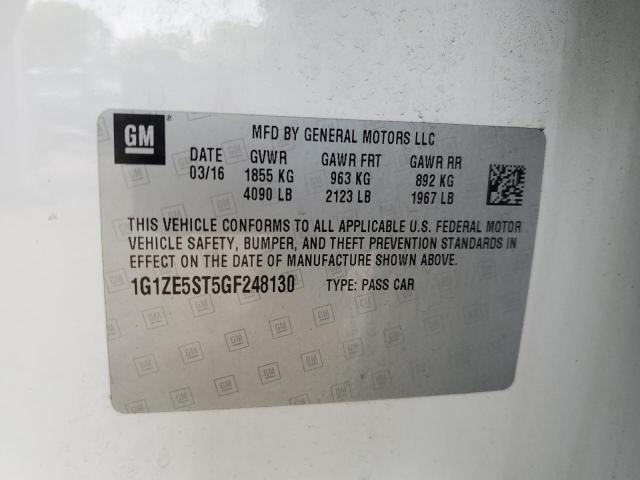 GM ®
MFD BY GENERAL MOTORS LLC
DATE GVWR GAWR FRT GAWR RR
03/16 1855 KG 963 KG 892 KG
4090 LB 2123 LB 1967 LB
THIS VEHICLE CONFORMS TO ALL APPLICABLE U.S. FEDERAL MOTOR
VEHICLE SAFETY, BUMPER, AND THEFT PREVENTION STANDARDS IN
EFFECT ON THE DATE OF MANUFACTURE SHOWN ABOVE.
1G1ZE5ST5GF248130 TYPE: PASS CAR